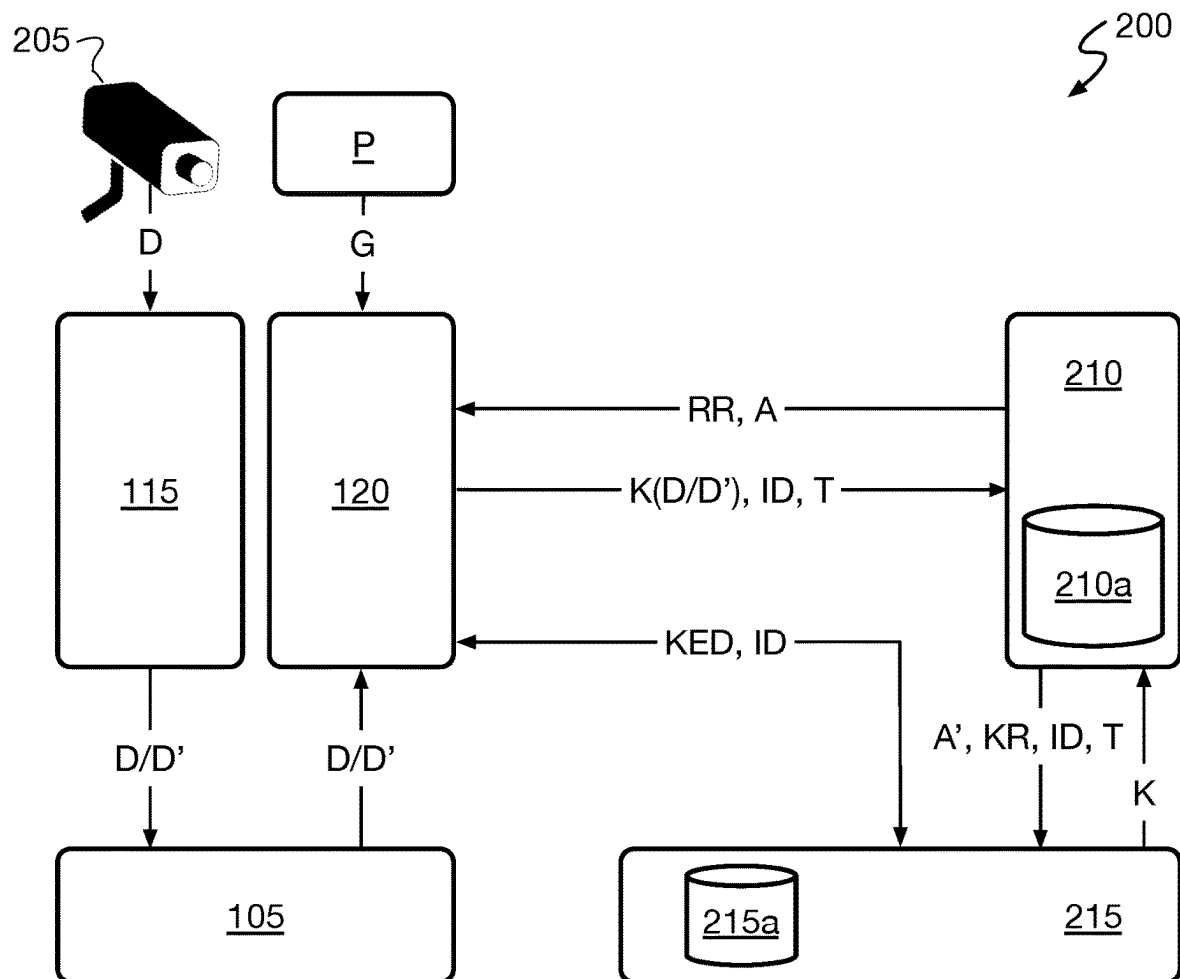 205
200
P
D
G
210
RR, A
115
120
K(D/D'), ID, T
210a
KED, ID
D/D'
D/D'
A', KR, ID, T
K
105
215a
215